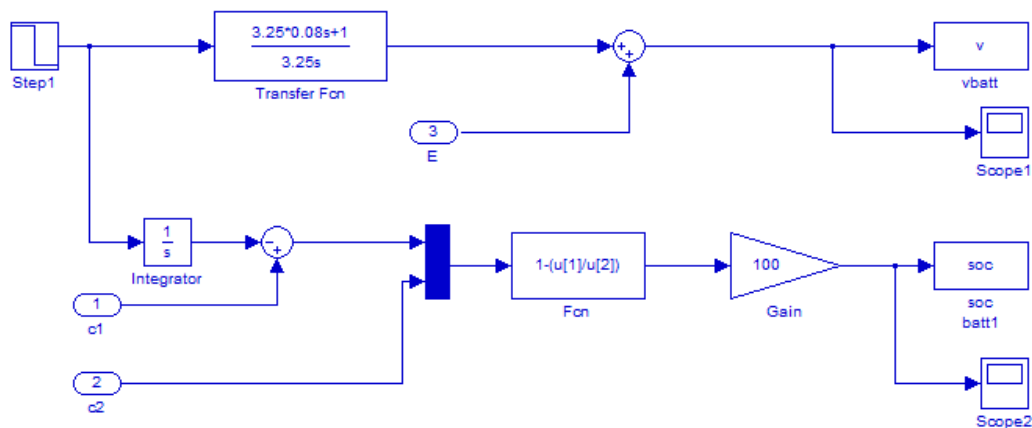 3.25*0.08s+1
3.25s
Step1
Transfer Fcn
+
+
v
vbatt
3
E
Scope1
1
s
Integrator
−
+
1
c1
2
c2
1-(u[1]/u[2])
Fcn
100
Gain
soc
soc
batt1
Scope2